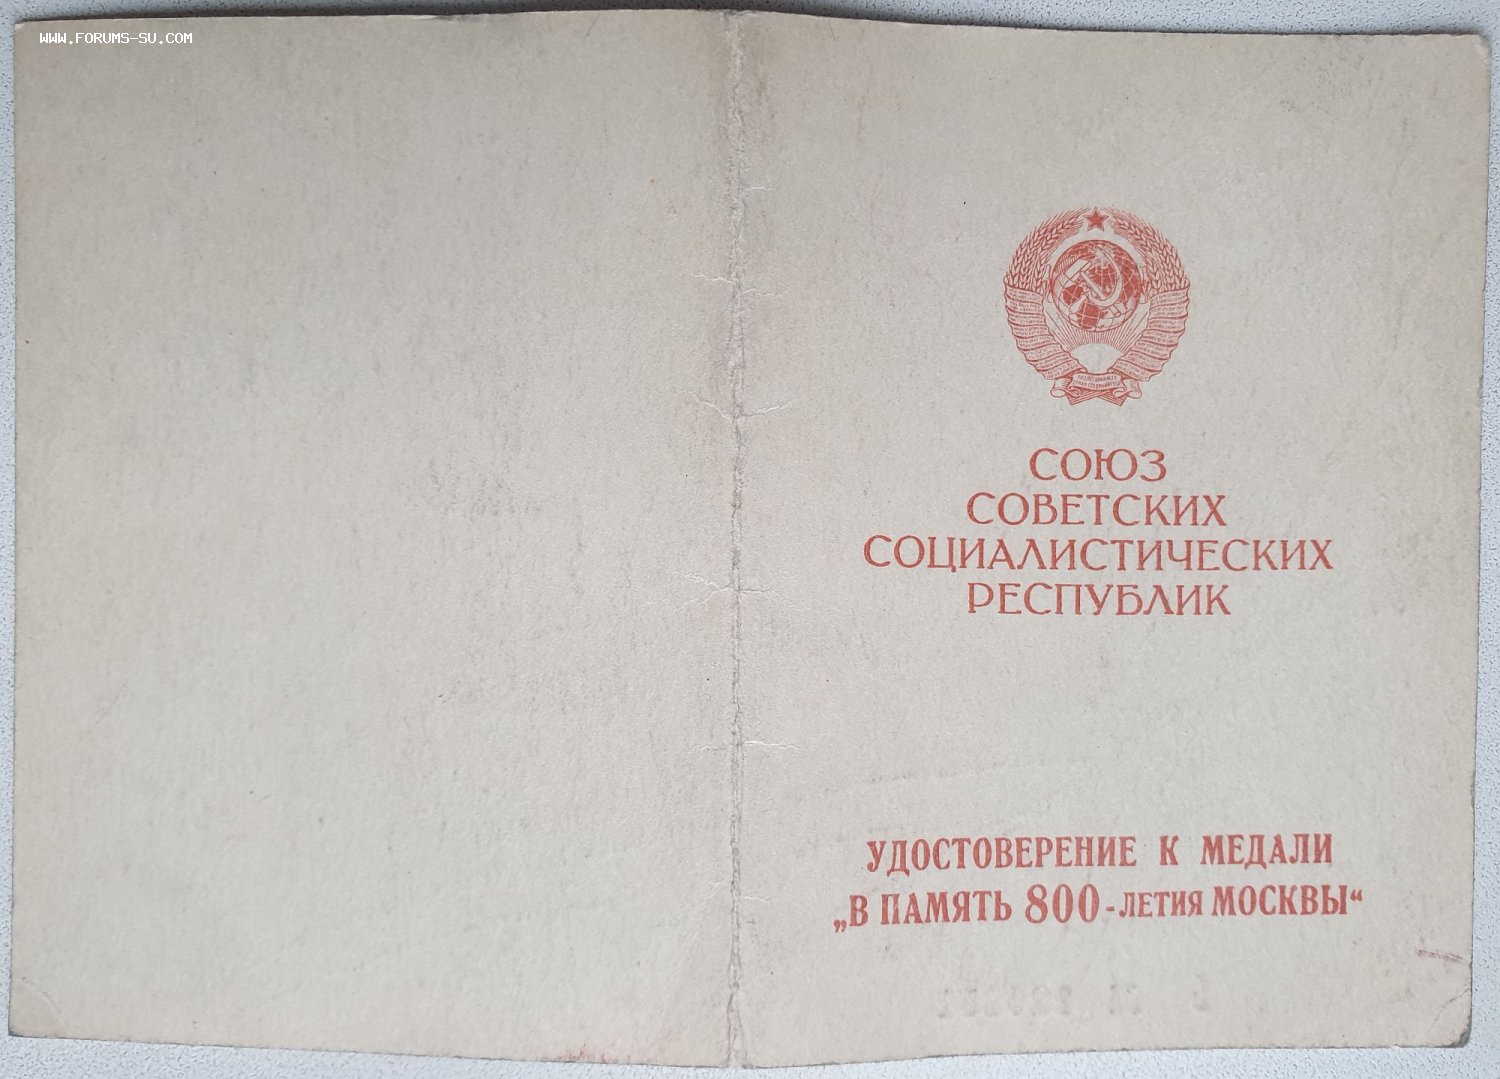 WWW.FORUMS-SU.COM
СОЮЗ
СОВЕТСКИХ
СОЦИАЛИСТИЧЕСКИХ
РЕСПУБЛИК
УДОСТОВЕРЕНИЕ К МЕДАЛИ
„В ПАМЯТЬ 800-ЛЕТИЯ МОСКВЫ“